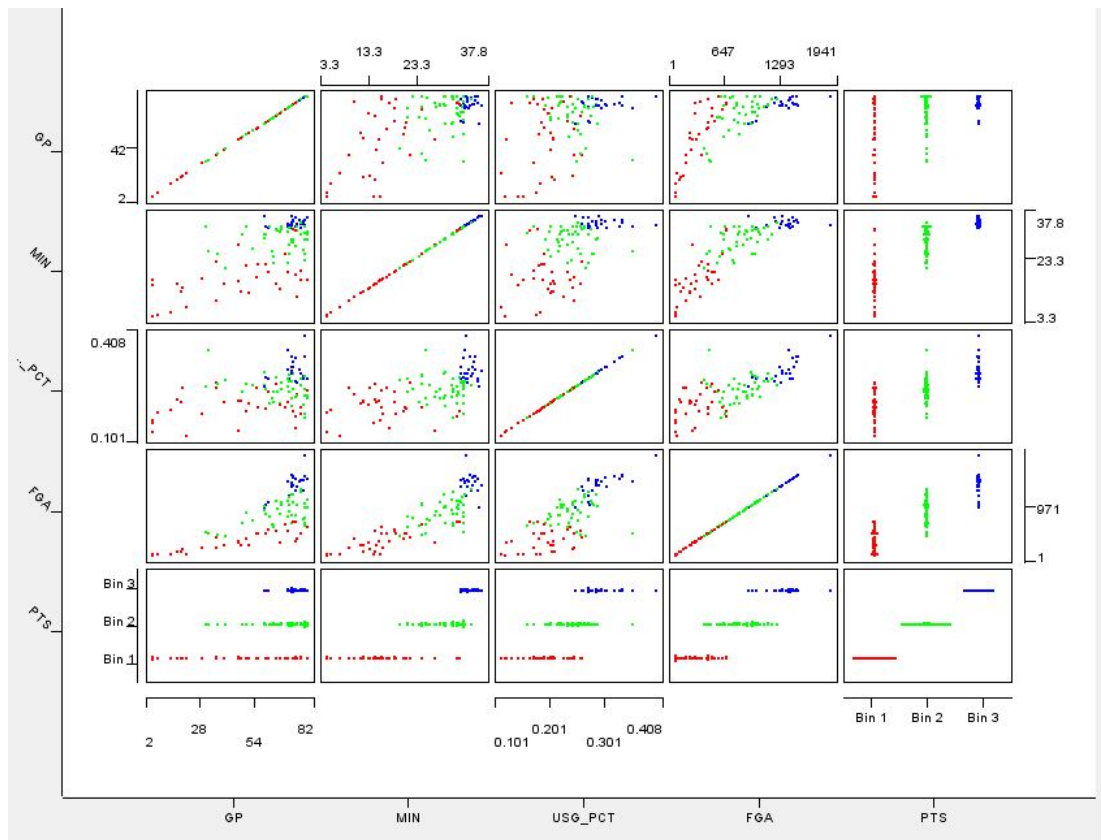 13.3 37.8 647 1941
3.3 23.3 1 1293
GP
42
2
MIN
37.8
23.3
3.3
.._PCT
0.408
0.101
FGA
971
1
PTS
Bin 3
Bin 2
Bin 1
Bin 1 Bin 2 Bin 3
28 82 0.201 0.408
2 54 0.101 0.301
GP MIN USG_PCT FGA PTS